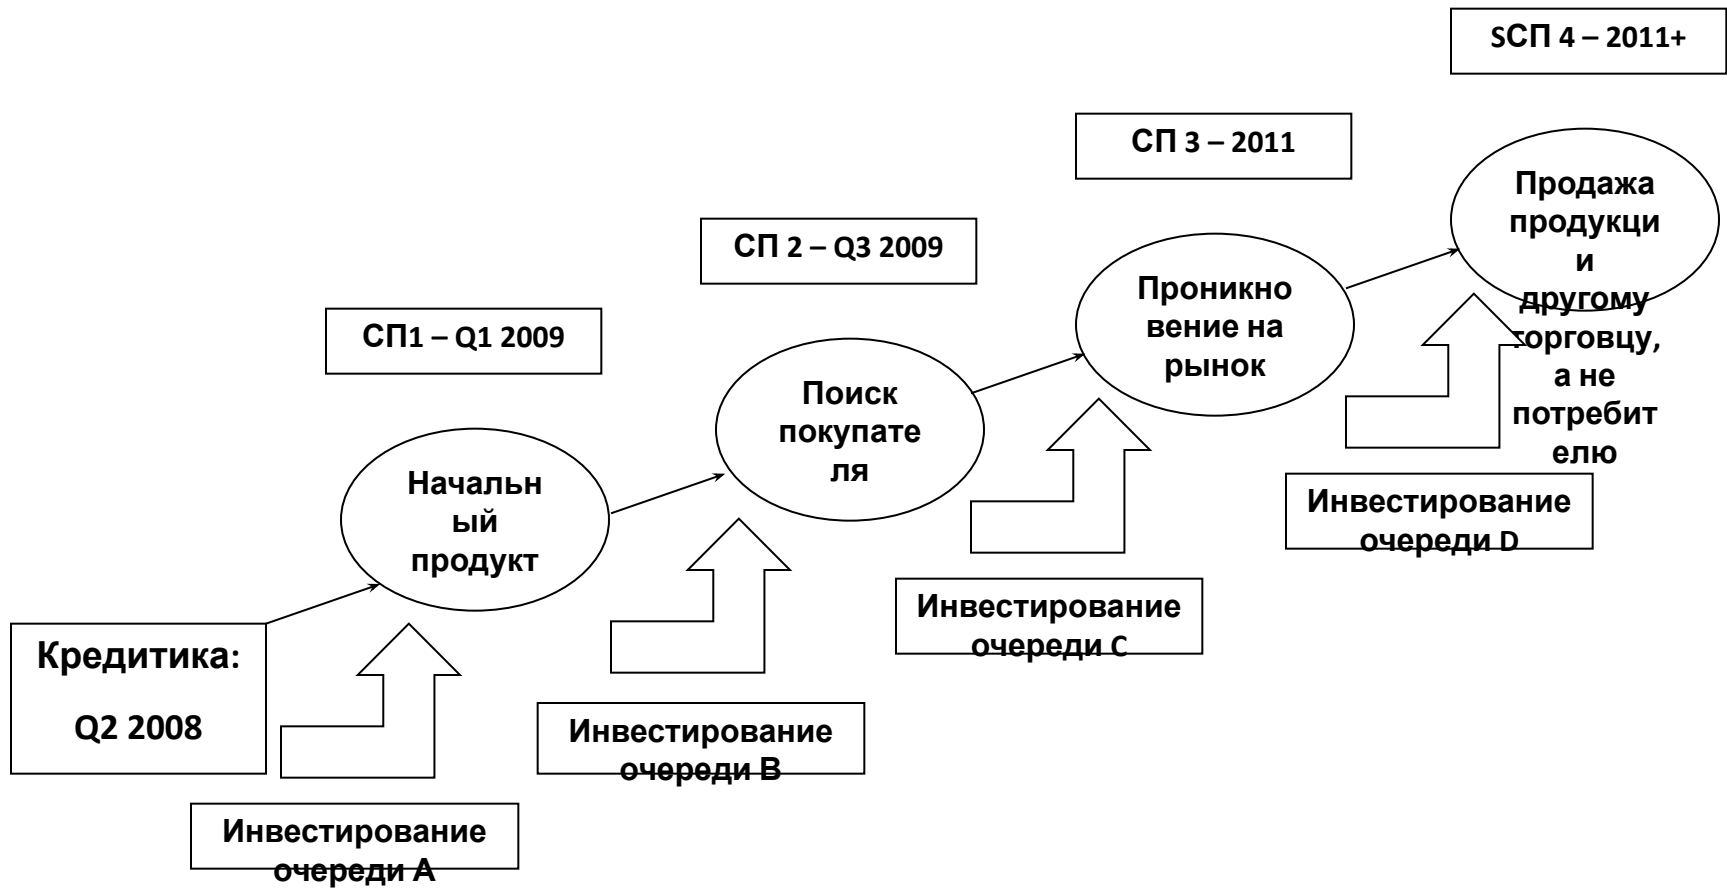 SСП 4 – 2011+
СП 3 – 2011
Продажа
продукци
и
другому
торговцу,
а не
потребит
елю
СП 2 – Q3 2009
Проникно
вение на
рынок
СП1 – Q1 2009
Поиск
покупате
ля
Начальн
ый
продукт
Инвестирование
очереди D
Инвестирование
очереди C
Кредитика:
Q2 2008
Инвестирование
очереди B
Инвестирование
очереди A